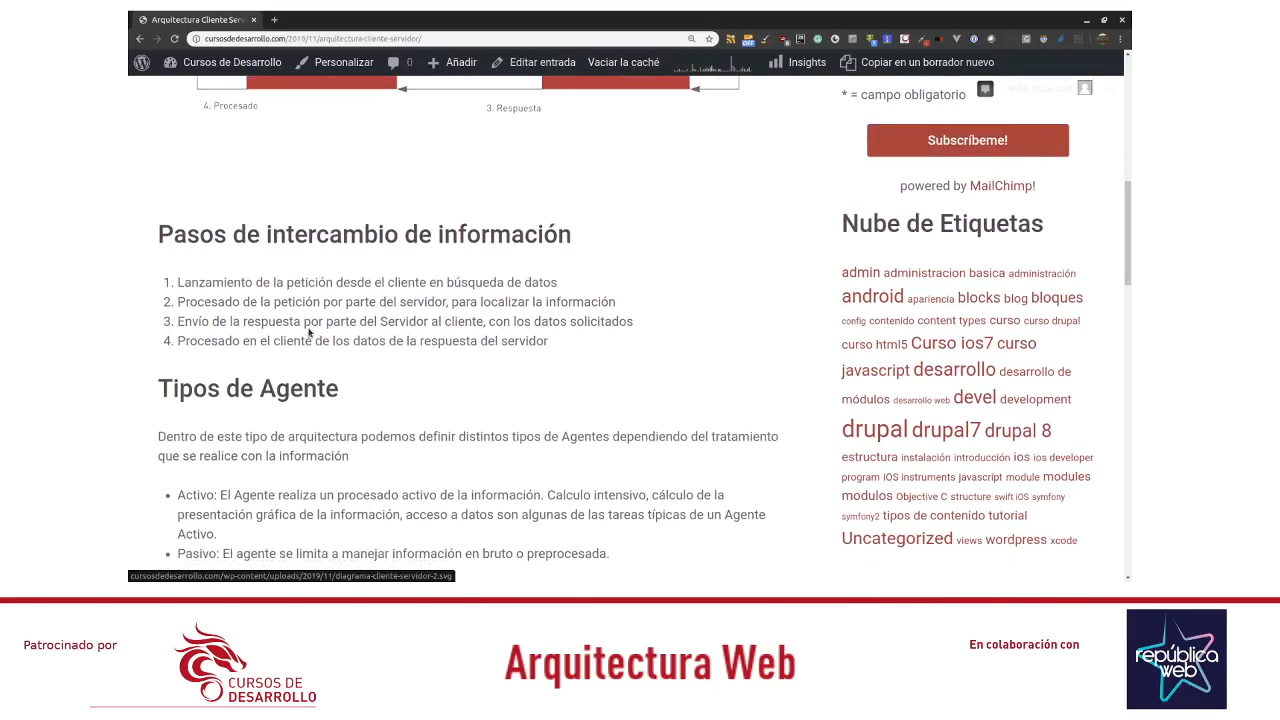 Arquitectura Cliente Serv
cursosdedesarrollo.com/2019/11/arquitectura-cliente-servidor/
Cursos de Desarrollo
Personalizar
0
Añadir
Editar entrada
Vaciar la caché
Insights
Copiar en un borrador nuevo
4. Procesado
3. Respuesta
* = campo obligatorio
Subscríbeme!
powered by MailChimp!
Pasos de intercambio de información
1. Lanzamiento de la petición desde el cliente en búsqueda de datos
2. Procesado de la petición por parte del servidor, para localizar la información
3. Envío de la respuesta por parte del Servidor al cliente, con los datos solicitados
4. Procesado en el cliente de los datos de la respuesta del servidor
Tipos de Agente
Dentro de este tipo de arquitectura podemos definir distintos tipos de Agentes dependiendo del tratamiento
que se realice con la información
• Activo: El Agente realiza un procesado activo de la información. Calculo intensivo, cálculo de la
presentación gráfica de la información, acceso a datos son algunas de las tareas típicas de un Agente
Activo.
• Pasivo: El agente se limita a manejar información en bruto o preprocesada.
Nube de Etiquetas
admin administracion basica administración
android apariencia blocks blog bloques
config contenido content types curso curso drupal
curso html5 Curso ios7 curso
javascript desarrollo desarrollo de
módulos desarrollo web devel development
drupal drupal7 drupal 8
estructura instalación introducción ios ios developer
program iOS instruments javascript module modules
modulos Objective C structure swift iOS symfony
symfony2 tipos de contenido tutorial
Uncategorized views wordpress xcode
cursosdedesarrollo.com/wp-content/uploads/2019/11/diagrama-cliente-servidor-2.svg
Patrocinado por
CURSOS DE
DESARROLLO
Arquitectura Web
En colaboración con
república
web